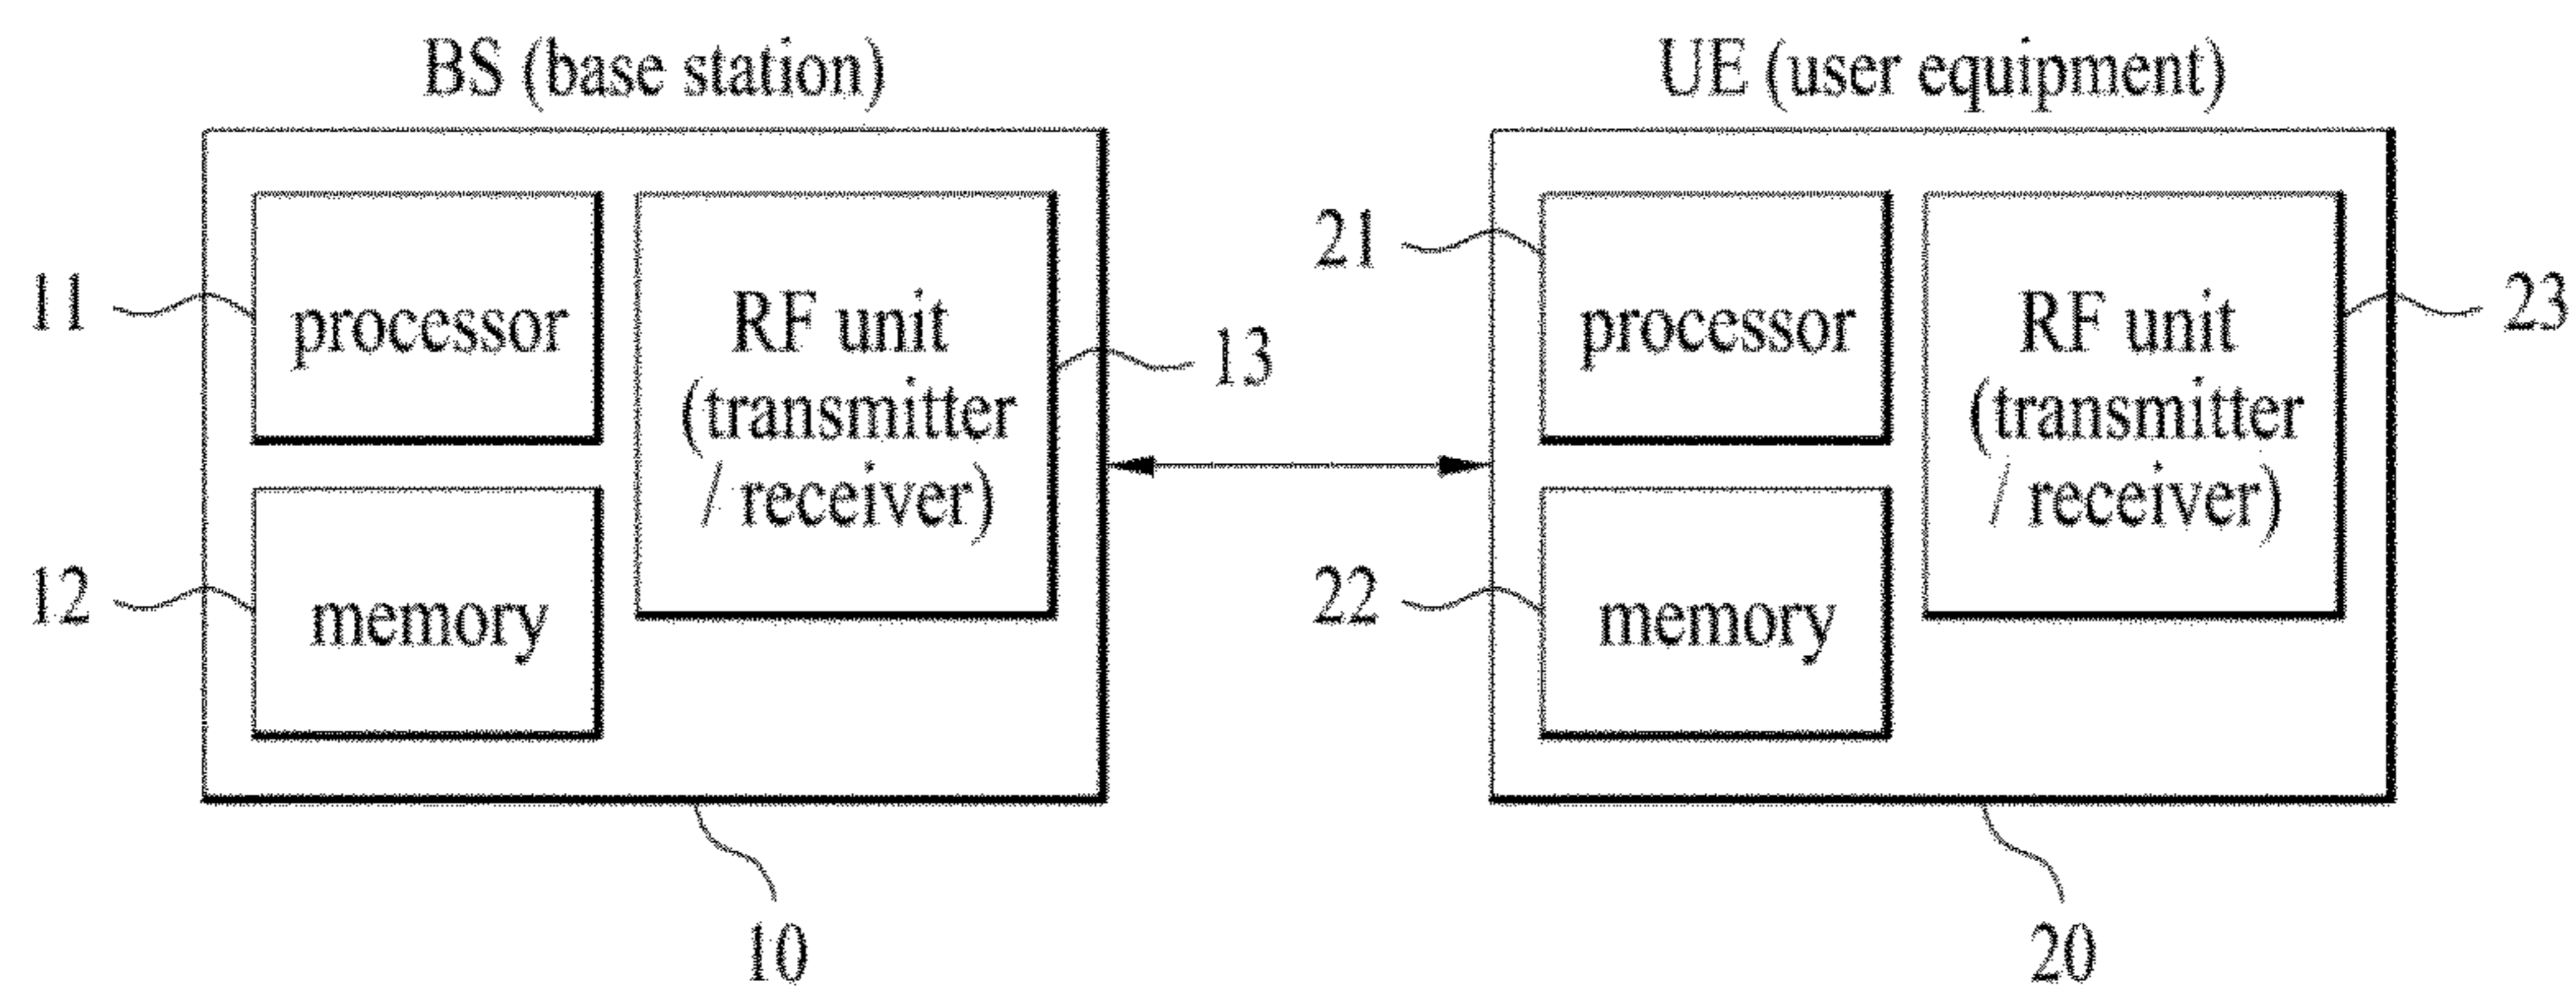 BS (base station)
11
processor
12
memory
RF unit
(transmitter
/ receiver)
13
10
UE (user equipment)
21
processor
22
memory
RF unit
(transmitter
/ receiver)
23
20